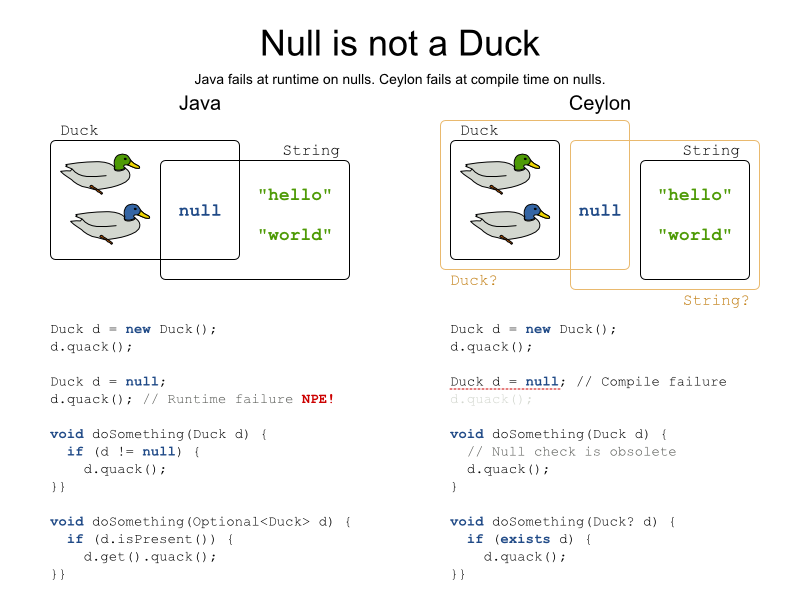 Null is not a Duck
Java fails at runtime on nulls. Ceylon fails at compile time on nulls.
Java
Duck
String
null
"hello"
"world"
Duck d = new Duck();
d.quack();
Duck d = null;
d.quack(); // Runtime failure NPE!
void doSomething(Duck d) {
  if (d != null) {
    d.quack();
}}
void doSomething(Optional<Duck> d) {
  if (d.isPresent()) {
    d.get().quack();
}}
Ceylon
Duck
String
null
"hello"
"world"
Duck?
String?
Duck d = new Duck();
d.quack();
Duck d = null; // Compile failure
d.quack();
void doSomething(Duck d) {
  // Null check is obsolete
  d.quack();
}
void doSomething(Duck? d) {
  if (exists d) {
    d.quack();
}}